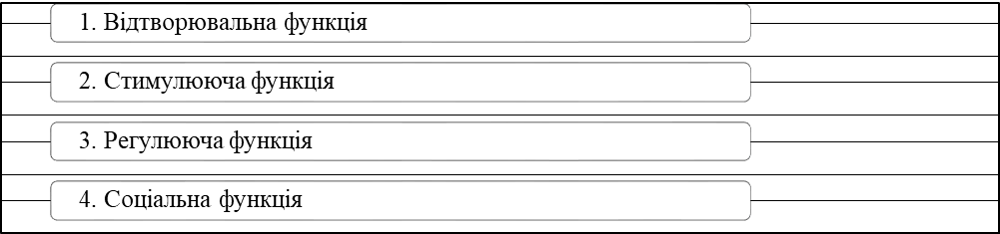 1. Відтворювальна функція
2. Стимулююча функція
3. Регулююча функція
4. Соціальна функція